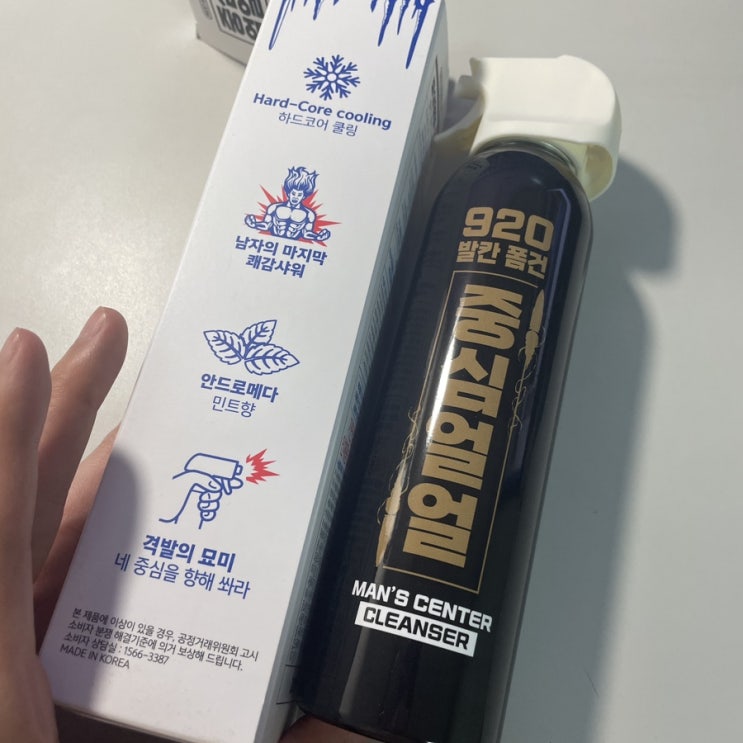 Hard-Core cooling
하드코어 쿨링
남자의 마지막
쾌감샤워
안드로메다
민트향
격발의 묘미
네 중심을 향해 쏴라
본 제품에 이상이 있을 경우, 공정거래위원회 고시
소비자 분쟁 해결기준에 의거 보상해 드립니다.
소비자 상담실 : 1566-3387
MADE IN KOREA
920
발칸 폼건
중심얼얼
MAN'S CENTER
CLEANSER